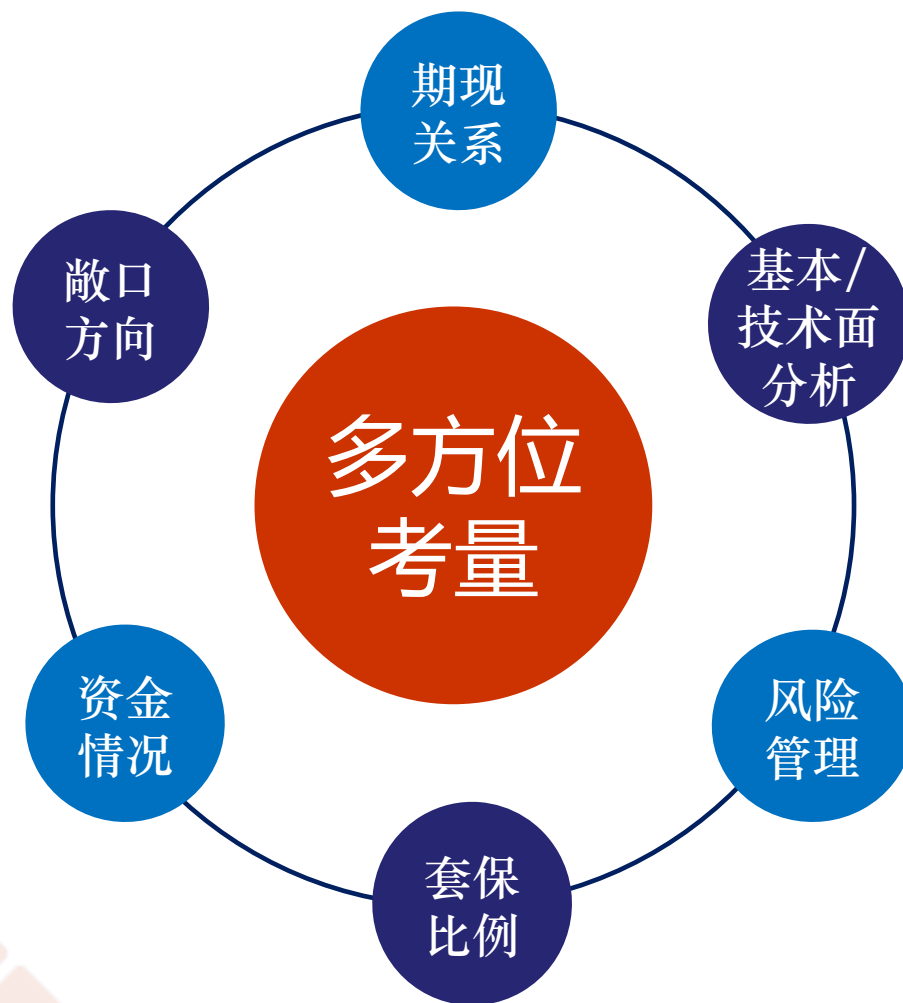 期现
关系
基本/
技术面
分析
敞口
方向
多方位
考量
资金
情况
风险
管理
套保
比例